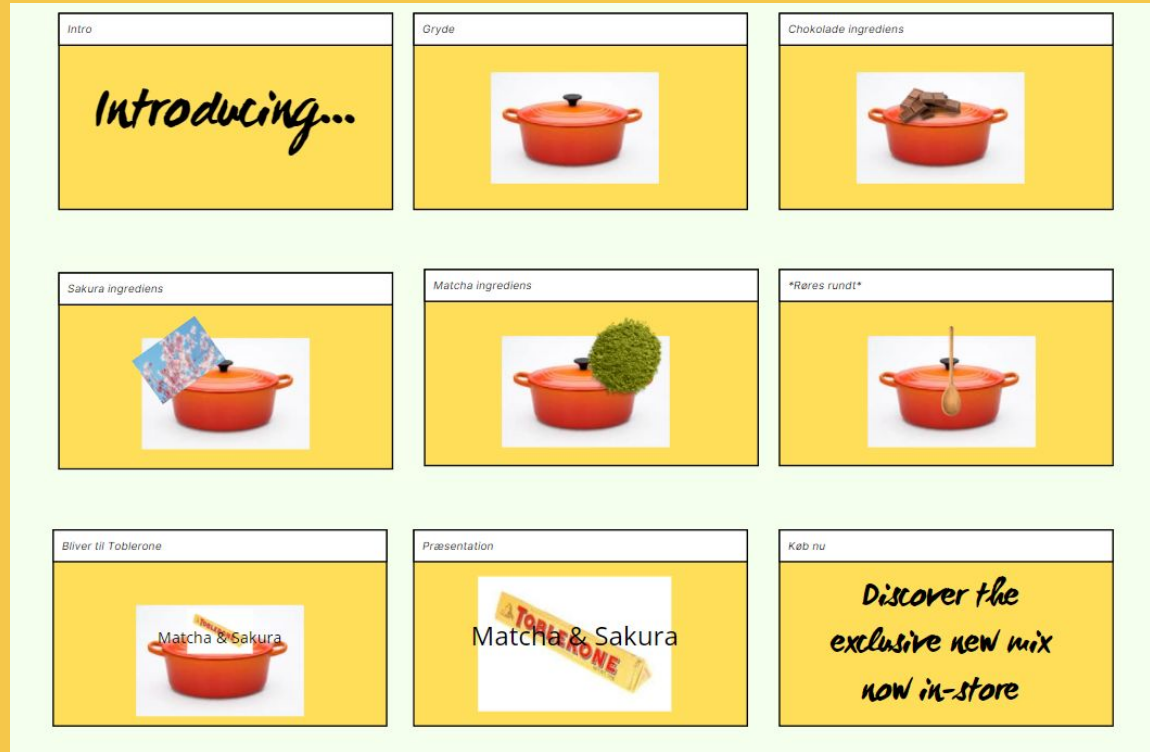 Intro
Introducing...
Gryde
Chokolade ingrediens
Sakura ingrediens
Matcha ingrediens
*Røres rundt*
Bliver til Toblerone
TOBLERONE
Matcha & Sakura
Præsentation
TOBLERONE
Matcha & Sakura
Køb nu
Discover the
exclusive new mix
now in-store